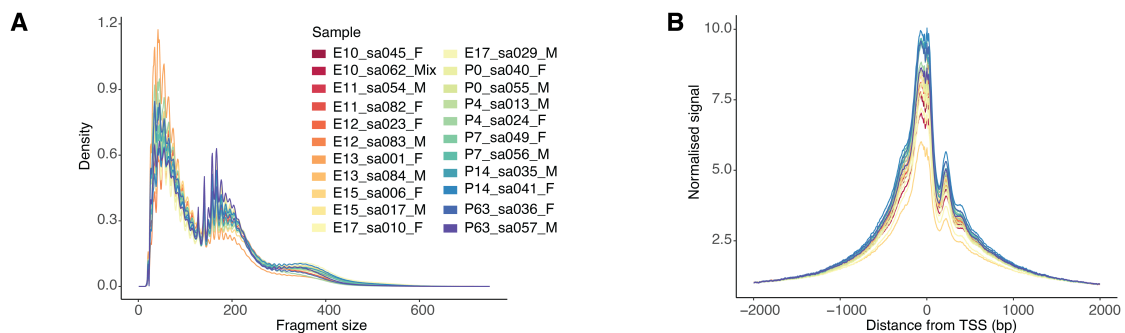 A
1.2
0.9
0.6
0.3
0.0
Density
0
200
400
600
Fragment size
Sample
E10_sa045_F
E10_sa062_Mix
E11_sa054_M
E11_sa082_F
E12_sa023_F
E12_sa083_M
E13_sa001_F
E13_sa084_M
E15_sa006_F
E15_sa017_M
E17_sa010_F
E17_sa029_M
P0_sa040_F
P0_sa055_M
P4_sa013_M
P4_sa024_F
P7_sa049_F
P7_sa056_M
P14_sa035_M
P14_sa041_F
P63_sa036_F
P63_sa057_M
B
10.0
7.5
5.0
2.5
Normalised signal
−2000
−1000
0
1000
2000
Distance from TSS (bp)